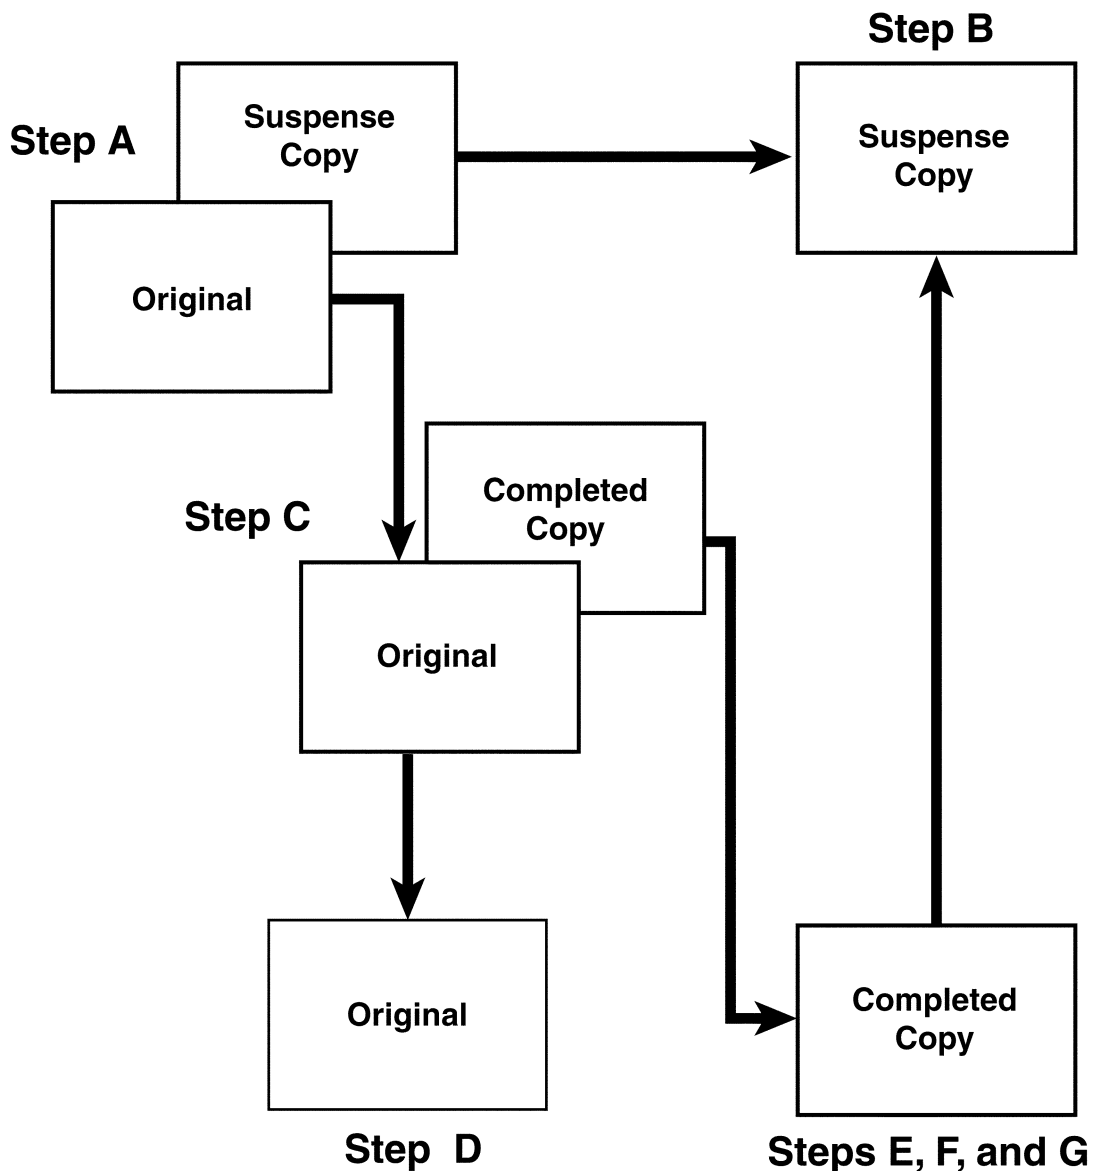 Step B
Suspense
Copy
Step A
Suspense
Copy
Original
Completed
Copy
Step C
Original
Original
Completed
Copy
Step D
Steps E, F, and G